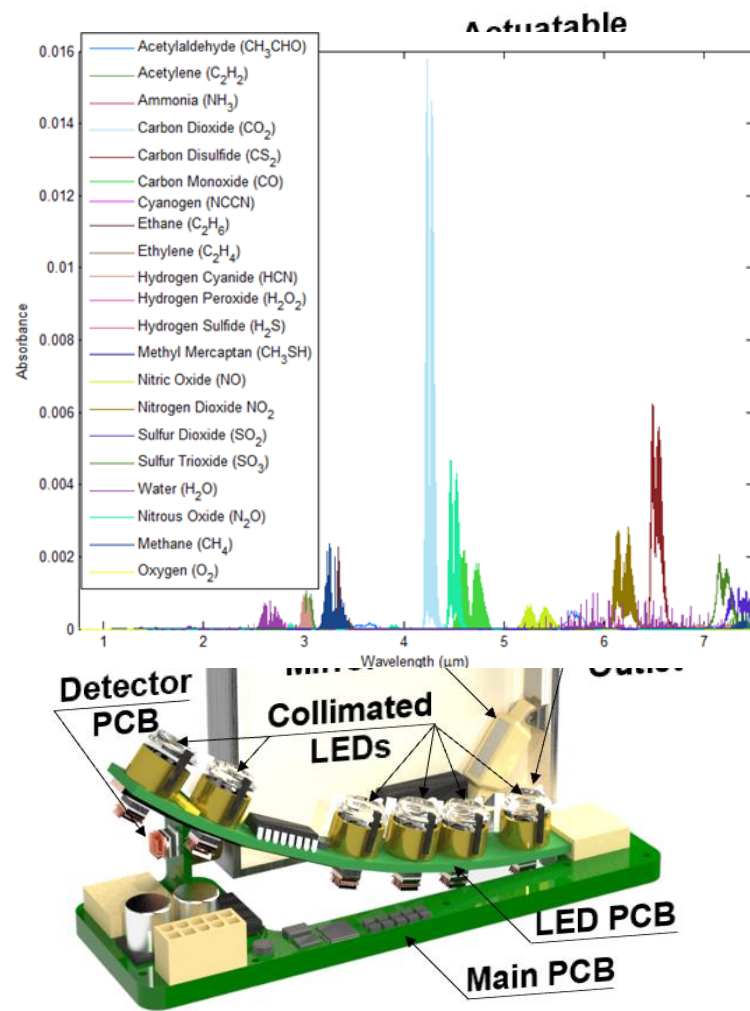 Actuatable
0.016
0.014
0.012
0.01
0.008
0.006
0.004
0.002
0
Absorbance
Acetylaldehyde (CH₃CHO)
Acetylene (C₂H₂)
Ammonia (NH₃)
Carbon Dioxide (CO₂)
Carbon Disulfide (CS₂)
Carbon Monoxide (CO)
Cyanogen (NCCN)
Ethane (C₂H₆)
Ethylene (C₂H₄)
Hydrogen Cyanide (HCN)
Hydrogen Peroxide (H₂O₂)
Hydrogen Sulfide (H₂S)
Methyl Mercaptan (CH₃SH)
Nitric Oxide (NO)
Nitrogen Dioxide NO₂
Sulfur Dioxide (SO₂)
Sulfur Trioxide (SO₃)
Water (H₂O)
Nitrous Oxide (N₂O)
Methane (CH₄)
Oxygen (O₂)
1 2 3 4 5 6 7
Wavelength (μm)
Mirror
Outlet
Detector
PCB
Collimated
LEDs
LED PCB
Main PCB